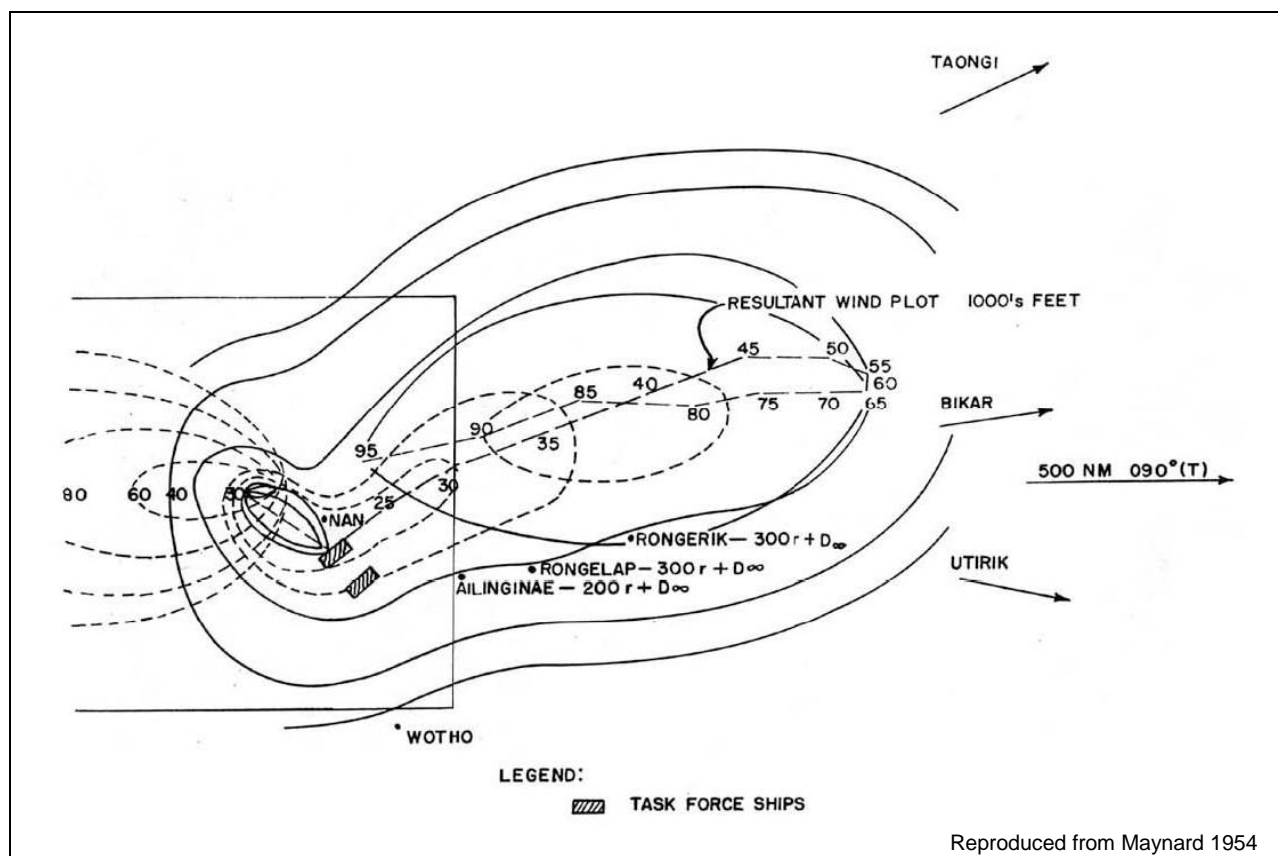 TAONGI
RESULTANT WIND PLOT 1000's FEET
45
50
55
60
65
70
75
80
85
40
35
90
95
30
25
BIKAR
500 NM 090°(T)
80
60
40
30
NAN
RONGERIK — 300 r + D∞
RONGELAP — 300 r + D∞
AILINGINAE — 200 r + D∞
UTIRIK
WOTHO
LEGEND:
TASK FORCE SHIPS
Reproduced from Maynard 1954